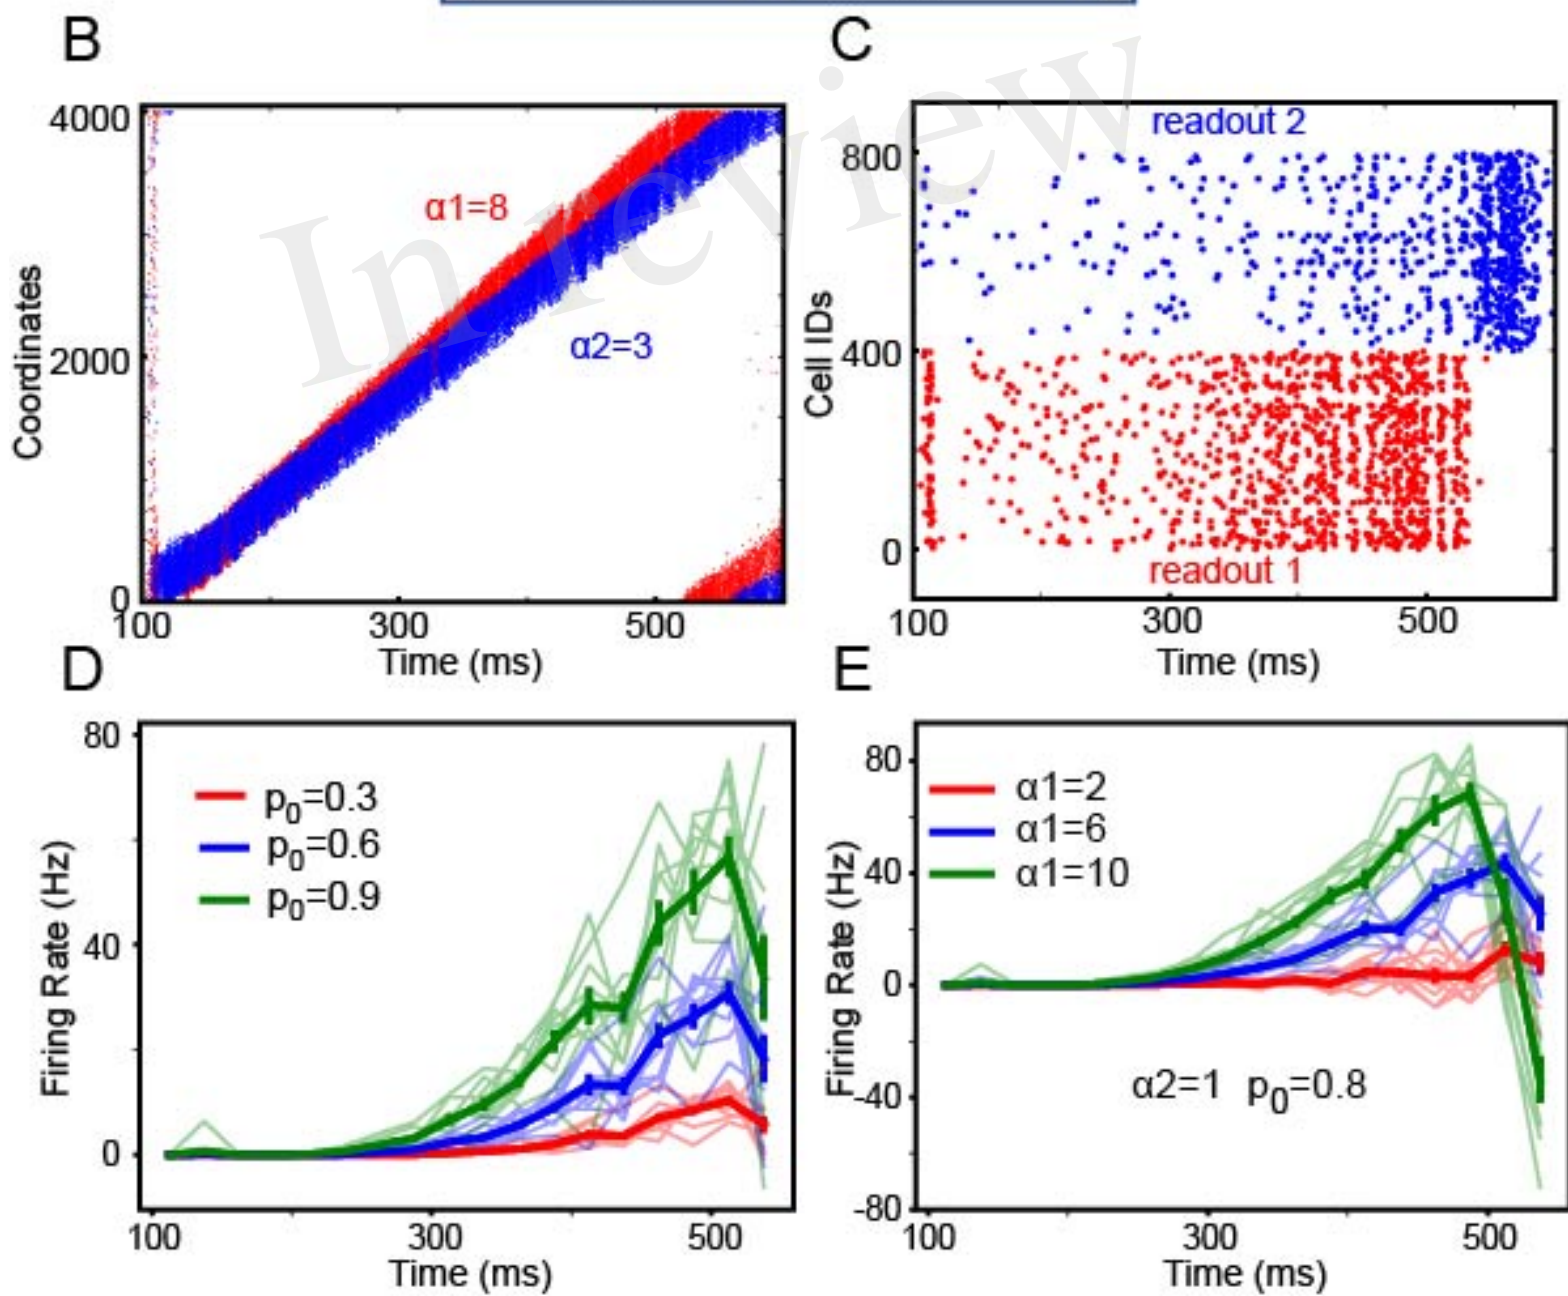 B
C
In review
4000
2000
0
100
300
500
Coordinates
Time (ms)
α1=8
α2=3
readout 2
800
400
0
Cell IDs
readout 1
100
300
500
Time (ms)
D
E
80
40
0
Firing Rate (Hz)
p0=0.3
p0=0.6
p0=0.9
100
300
500
Time (ms)
80
40
0
-40
-80
Firing Rate (Hz)
α1=2
α1=6
α1=10
α2=1 p0=0.8
100
300
500
Time (ms)